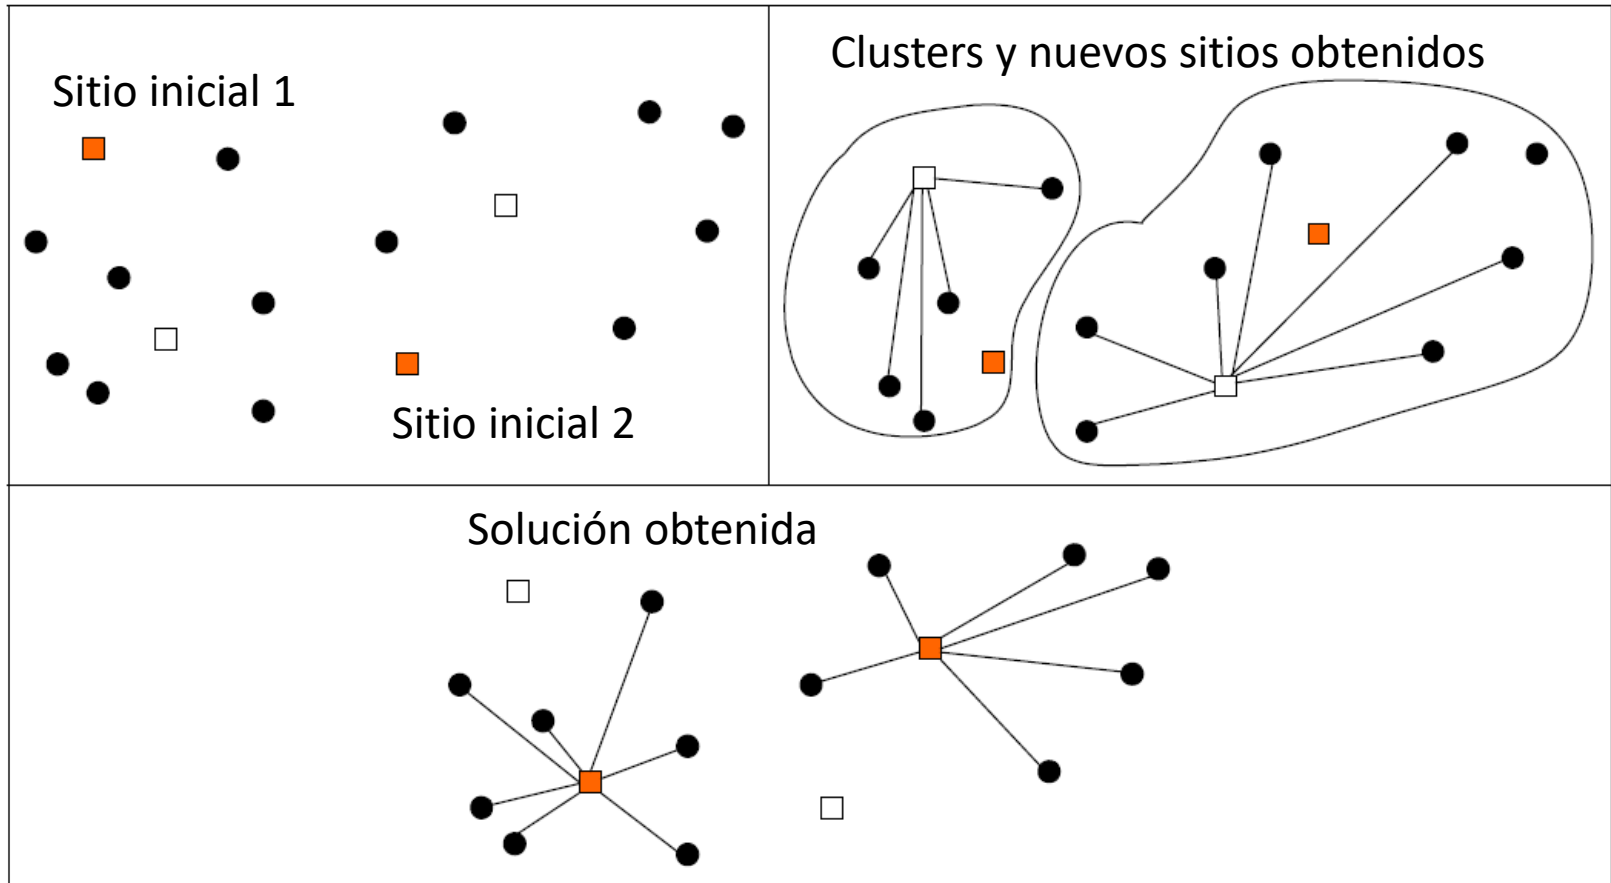 Sitio inicial 1
Sitio inicial 2
Clusters y nuevos sitios obtenidos
Solución obtenida